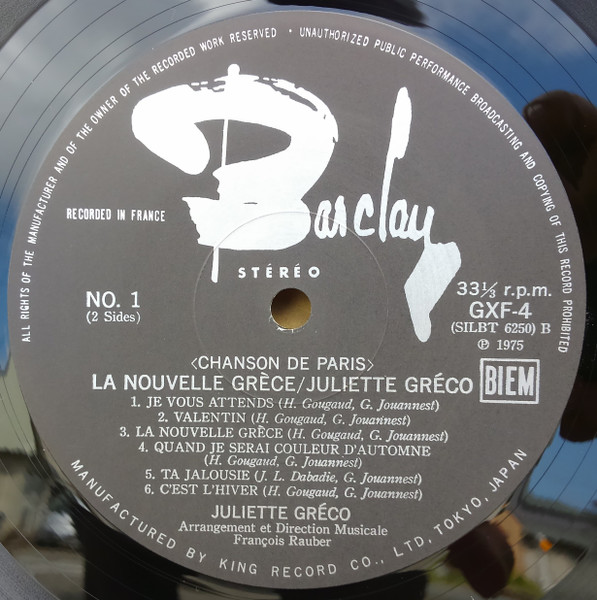 ALL RIGHTS OF THE MANUFACTURER AND OF THE OWNER OF THE RECORDED WORK RESERVED • UNAUTHORIZED PUBLIC PERFORMANCE BROADCASTING AND COPYING OF THIS RECORD PROHIBITED
Barclay
RECORDED IN FRANCE
STÉRÉO
NO. 1
(2 Sides)
33⅓ r.p.m.
GXF-4
(SILBT 6250) B
℗ 1975
BIEM
〈CHANSON DE PARIS〉
LA NOUVELLE GRÈCE/JULIETTE GRÉCO
1. JE VOUS ATTENDS (H. Gougaud, G. Jouannest)
2. VALENTIN (H. Gougaud, G. Jouannest)
3. LA NOUVELLE GRÈCE (H. Gougaud, G. Jouannest)
4. QUAND JE SERAI COULEUR D'AUTOMNE
(H. Gougaud, G. Jouannest)
5. TA JALOUSIE (J. L. Dabadie, G. Jouannest)
6. C'EST L'HIVER (H. Gougaud, G. Jouannest)
JULIETTE GRÉCO
Arrangement et Direction Musicale
François Rauber
MANUFACTURED BY KING RECORD CO., LTD, TOKYO, JAPAN